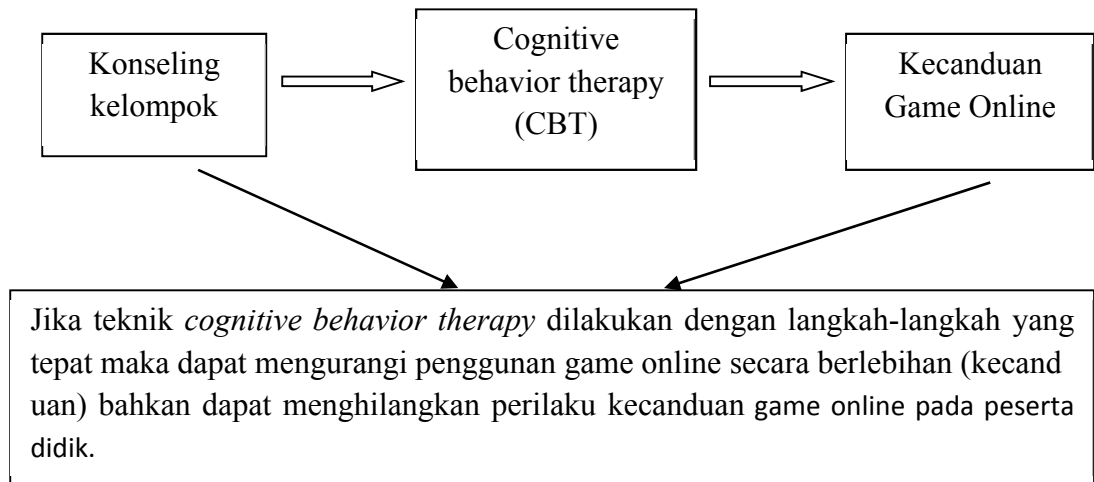 Konseling
kelompok
Cognitive
behavior therapy
(CBT)
Kecanduan
Game Online
Jika teknik cognitive behavior therapy dilakukan dengan langkah-langkah yang
tepat maka dapat mengurangi penggunan game online secara berlebihan (kecand
uan) bahkan dapat menghilangkan perilaku kecanduan game online pada peserta
didik.